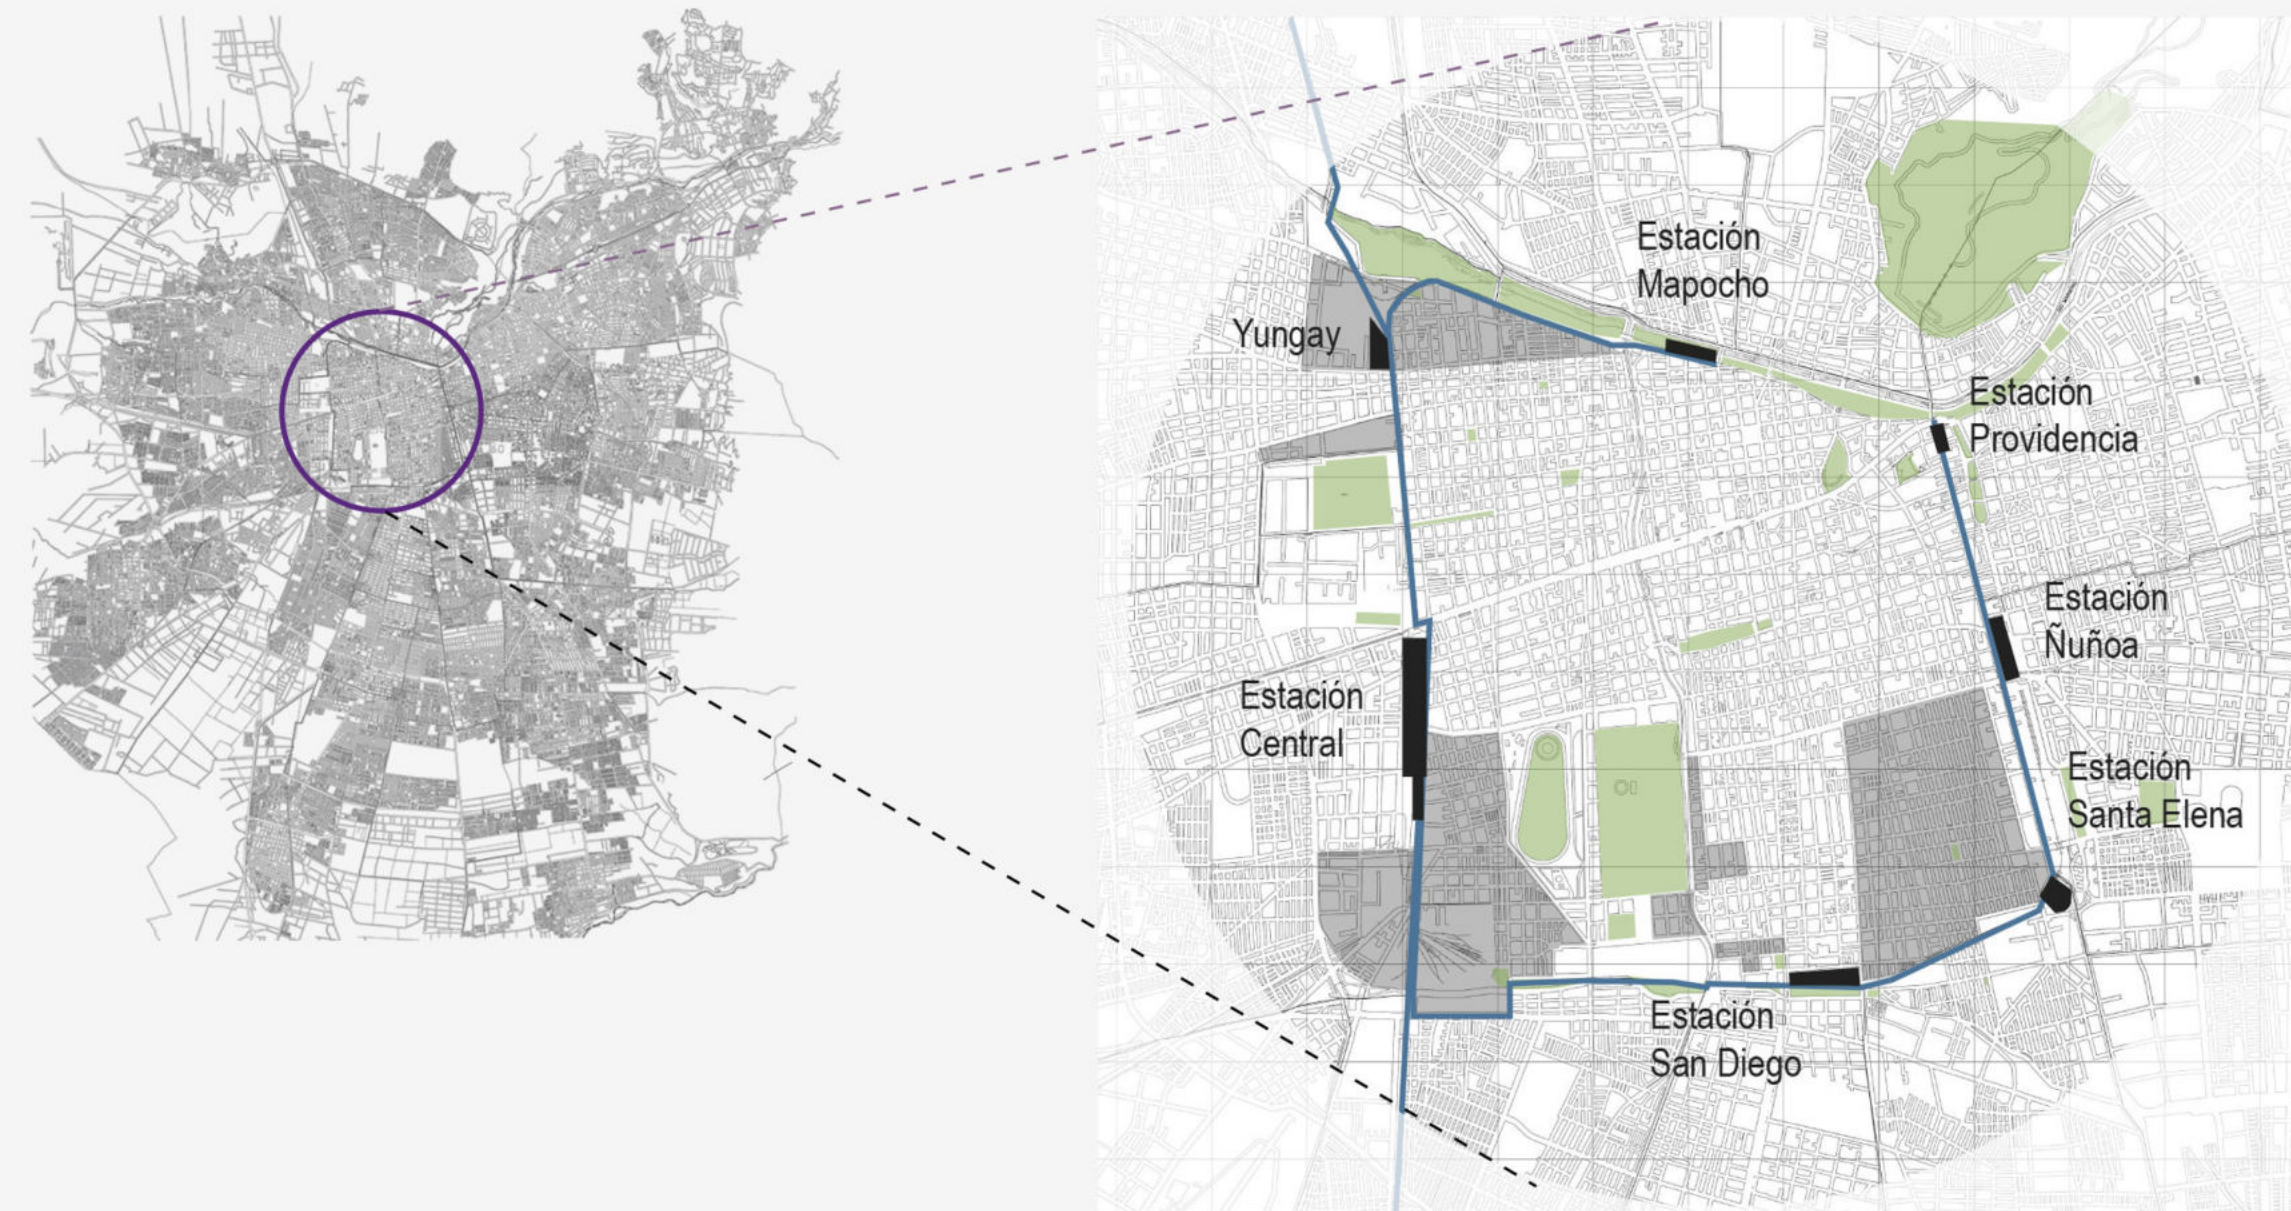 Estación
Mapocho
Yungay
Estación
Providencia
Estación
Ñuñoa
Estación
Central
Estación
Santa Elena
Estación
San Diego